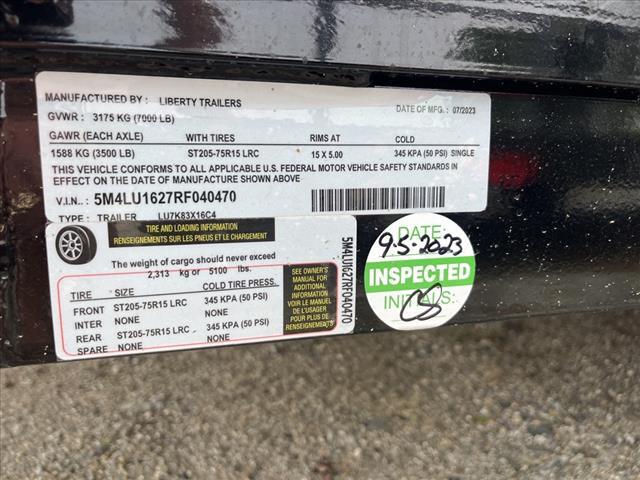 MANUFACTURED BY : LIBERTY TRAILERS
GVWR : 3175 KG (7000 LB) DATE OF MFG. : 07/2023
GAWR (EACH AXLE) WITH TIRES RIMS AT COLD
1588 KG (3500 LB) ST205-75R15 LRC 15 X 5.00 345 KPA (50 PSI) SINGLE
THIS VEHICLE CONFORMS TO ALL APPLICABLE U.S. FEDERAL MOTOR VEHICLE SAFETY STANDARDS
IN EFFECT ON THE DATE OF MANUFACTURE SHOWN ABOVE.
V.I.N.. : 5M4LU1627RF040470
TYPE : TRAILER LU7K83X16C4
TIRE AND LOADING INFORMATION
RENSEIGNEMENTS SUR LES PNEUS ET LE CHARGEMENT
The weight of cargo should never exceed
2,313 kg or 5100 lbs.
TIRE SIZE COLD TIRE PRESS.
FRONT ST205-75R15 LRC 345 KPA (50 PSI)
INTER NONE NONE
REAR ST205-75R15 LRC 345 KPA (50 PSI)
SPARE NONE NONE
SEE OWNER'S
MANUAL FOR
ADDITIONAL
INFORMATION
VOIR LE MANUEL
DE L'USAGER
POUR PLUS DE
RENSEIGNEMENTS
5M4LU1627RF040470
DATE:
9-5-2023
INSPECTED
INITIALS:
CS